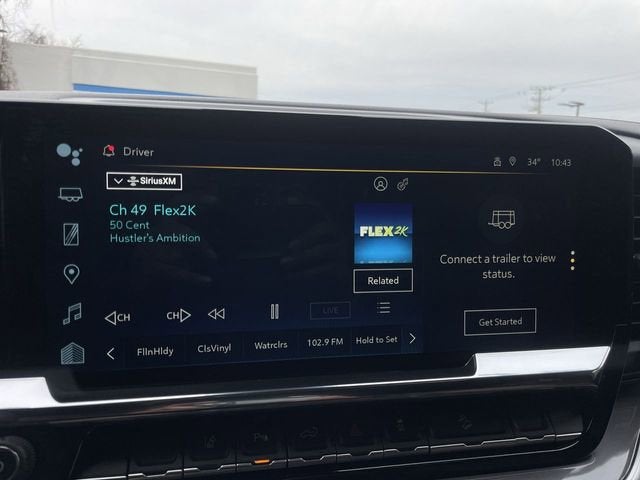 Driver
34° 10:43
SiriusXM
Ch 49 Flex2K
50 Cent
Hustler's Ambition
FLEX2K
Related
Connect a trailer to view
status.
CH CH LIVE
Get Started
FllnHldy ClsVinyl Watrclrs 102.9 FM Hold to Set